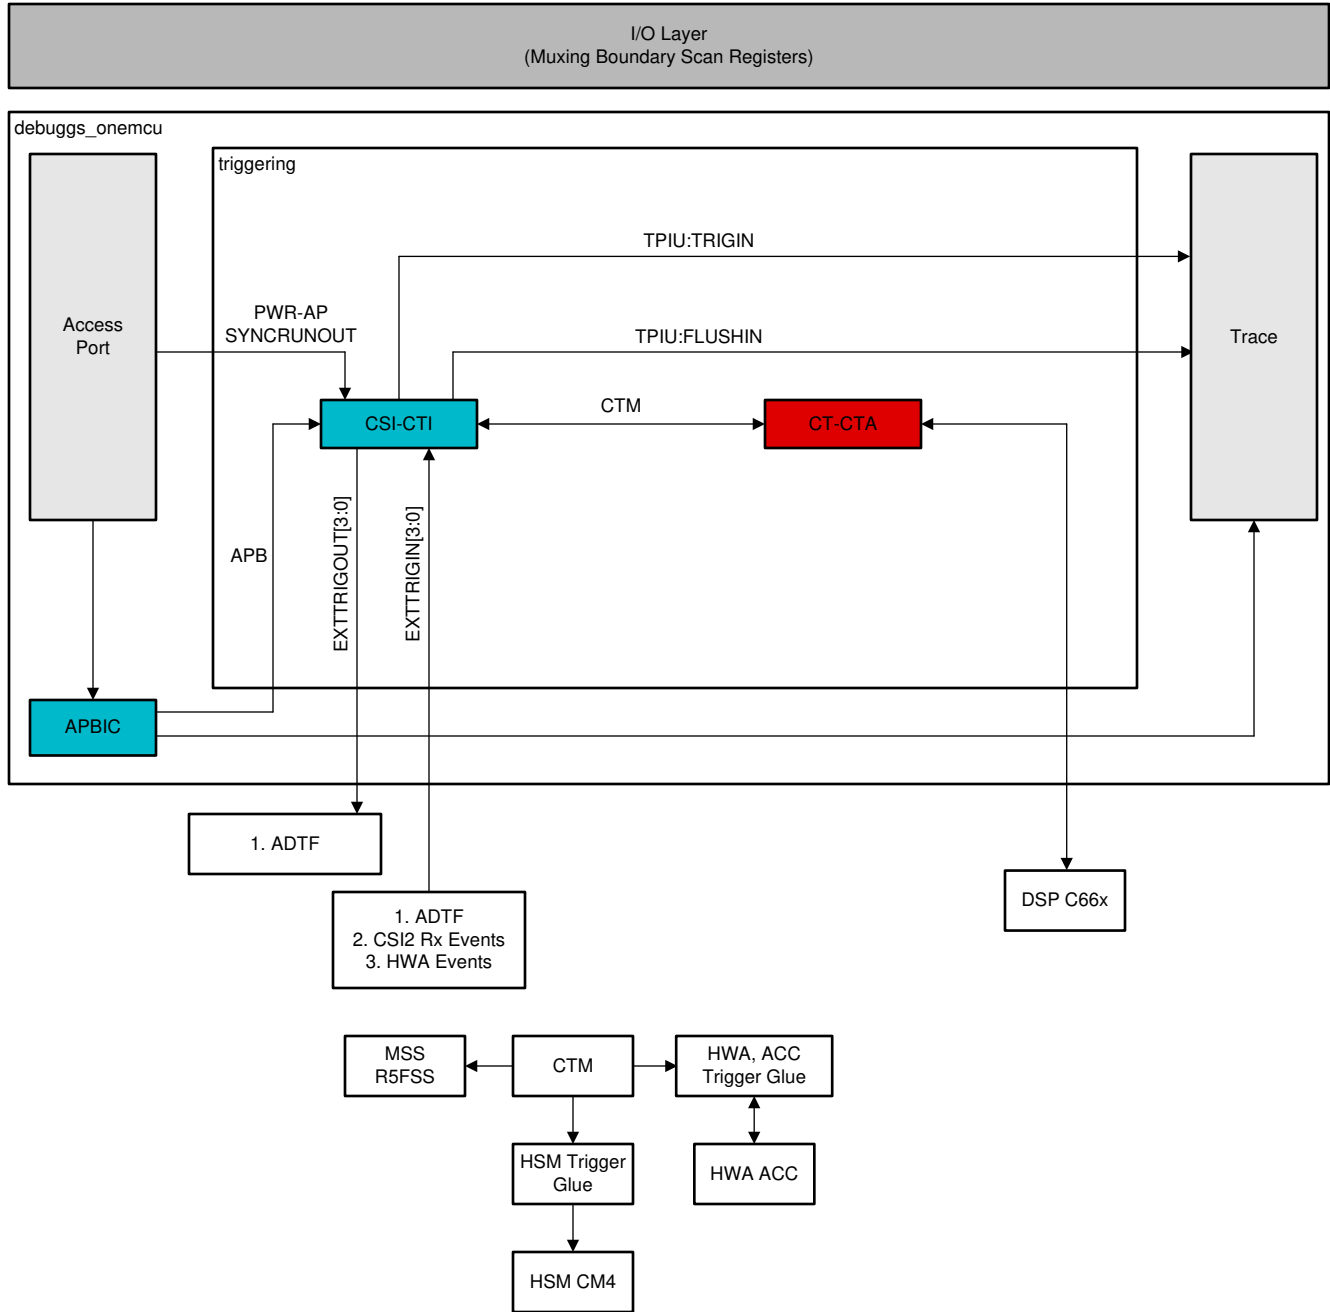 I/O Layer
(Muxing Boundary Scan Registers)
debuggs_onemcu
triggering
TPIU:TRIGIN
PWR-AP
SYNCRUNOUT
Access
Port
TPIU:FLUSHIN
Trace
CTM
CSI-CTI
CT-CTA
EXTTRIGOUT[3:0]
EXTTRIGIN[3:0]
APB
APBIC
1. ADTF
DSP C66x
1. ADTF
2. CSI2 Rx Events
3. HWA Events
MSS
R5FSS
CTM
HWA, ACC
Trigger Glue
HSM Trigger
Glue
HWA ACC
HSM CM4